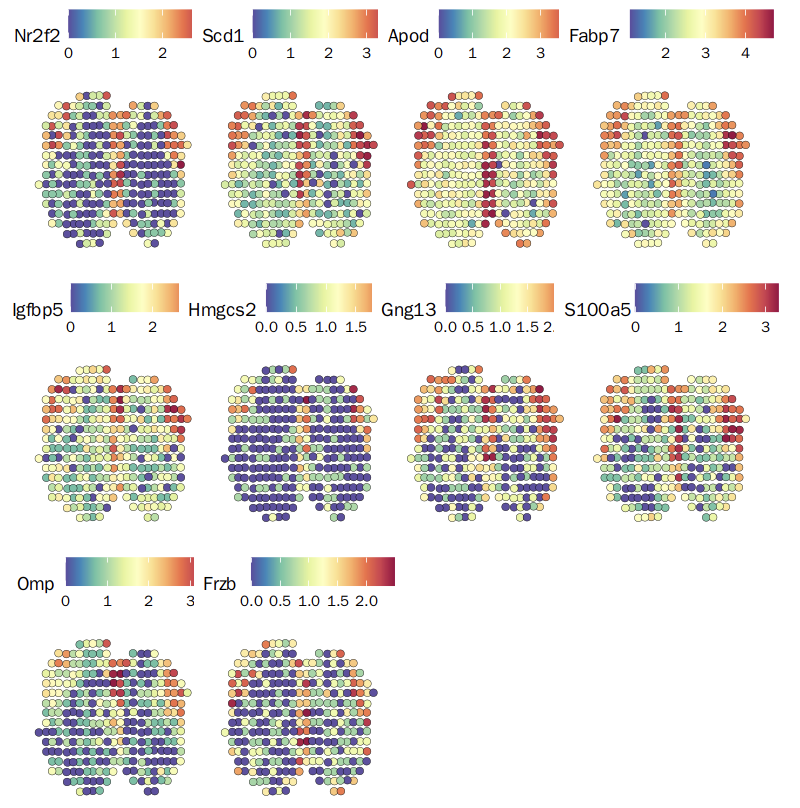 Nr2f2
0 1 2
Scd1
0 1 2 3
Apod
0 1 2 3
Fabp7
2 3 4
Igfbp5
0 1 2
Hmgcs2
0.0 0.5 1.0 1.5
Gng13
0.0 0.5 1.0 1.5 2.
S100a5
0 1 2 3
Omp
0 1 2 3
Frzb
0.0 0.5 1.0 1.5 2.0